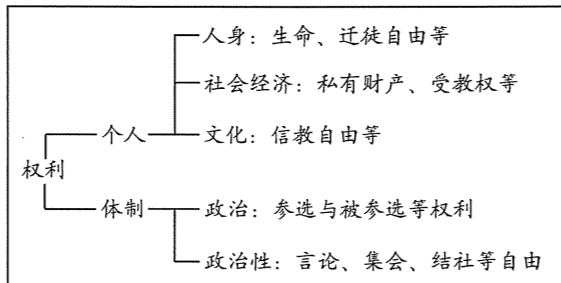 人身：生命、迁徒自由等
社会经济：私有财产、受教权等
个人
文化：信教自由等
权利
体制
政治：参选与被参选等权利
政治性：言论、集会、结社等自由